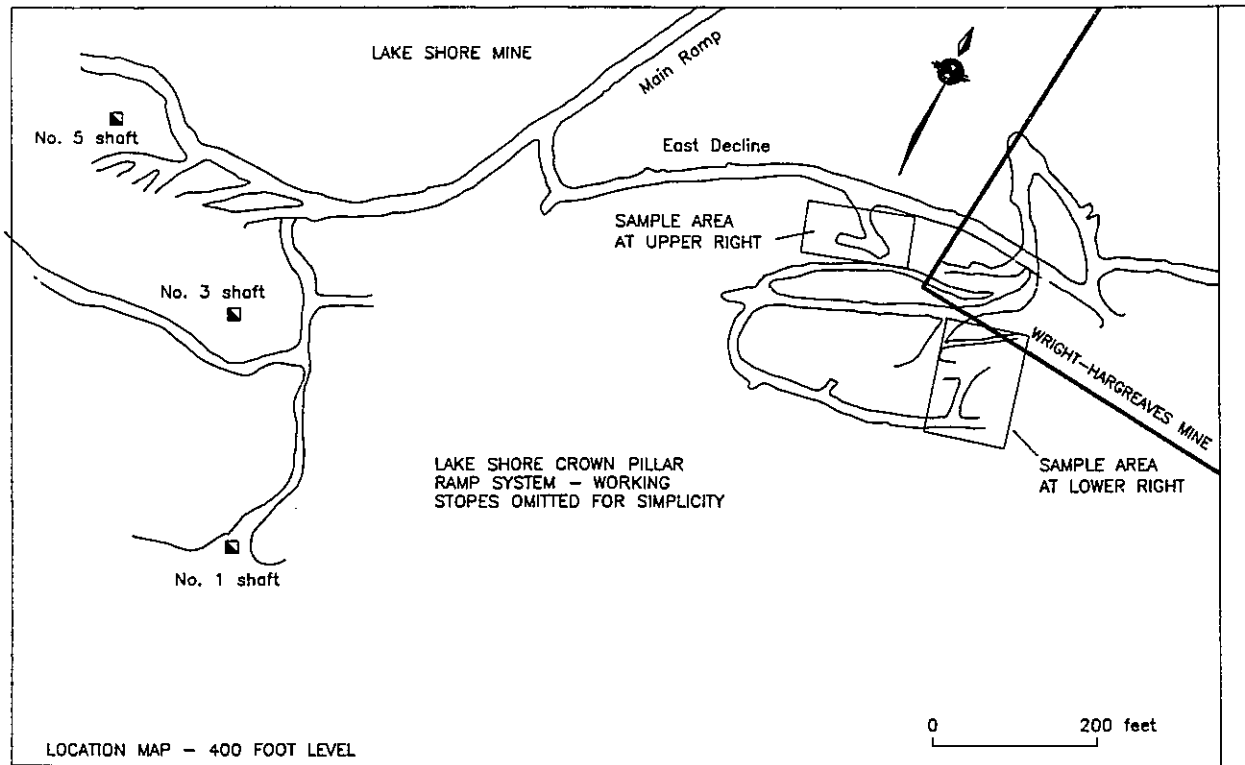 LAKE SHORE MINE
Main Ramp
No. 5 shaft
East Decline
SAMPLE AREA
AT UPPER RIGHT
No. 3 shaft
WRIGHT-HARGREAVES MINE
LAKE SHORE CROWN PILLAR
RAMP SYSTEM - WORKING
STOPES OMITTED FOR SIMPLICITY
SAMPLE AREA
AT LOWER RIGHT
No. 1 shaft
0 200 feet
LOCATION MAP - 400 FOOT LEVEL